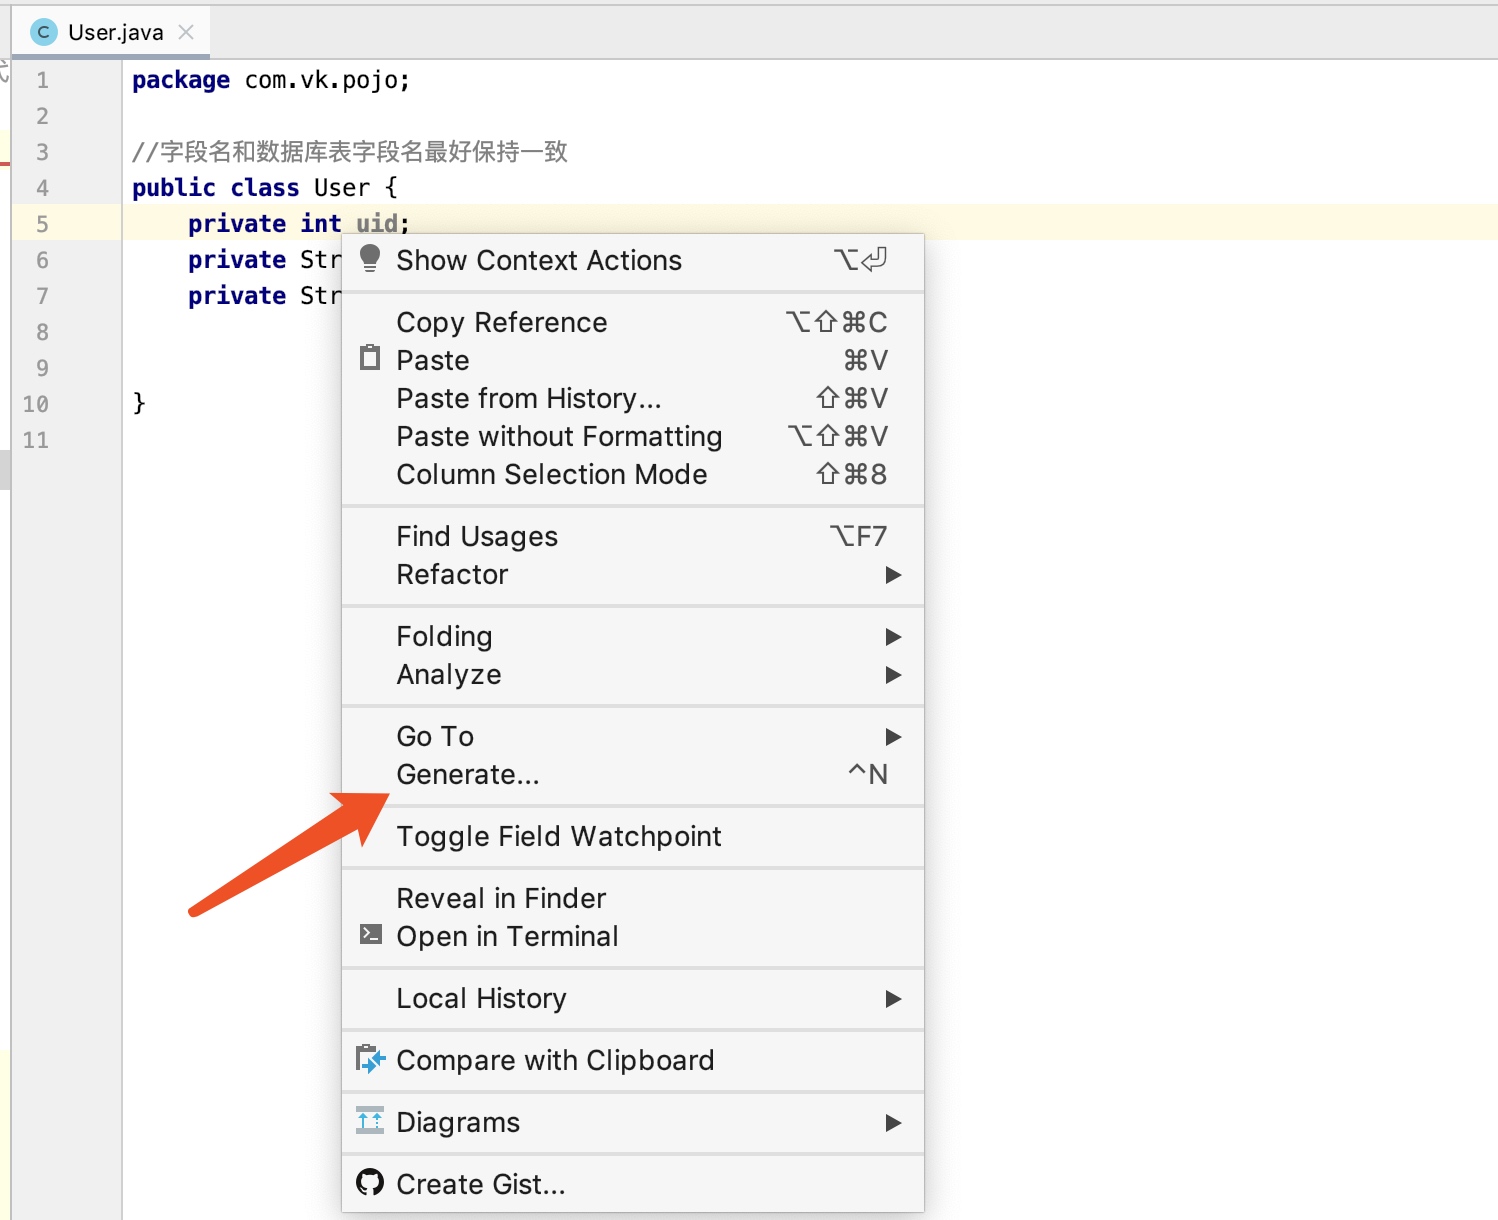 User.java
1 package com.vk.pojo;
2
3 //字段名和数据库表字段名最好保持一致
4 public class User {
5 private int uid;
6 private Str
7 private Str
8
9
10 }
11
Show Context Actions ⌥⏎
Copy Reference ⌥⇧⌘C
Paste ⌘V
Paste from History... ⇧⌘V
Paste without Formatting ⌥⇧⌘V
Column Selection Mode ⇧⌘8
Find Usages ⌥F7
Refactor
Folding
Analyze
Go To
Generate... ^N
Toggle Field Watchpoint
Reveal in Finder
Open in Terminal
Local History
Compare with Clipboard
Diagrams
Create Gist...